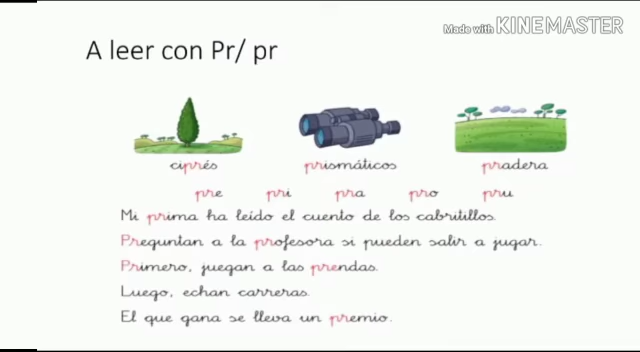 Made with KINEMASTER
A leer con Pr/ pr
ciprés prismáticos pradera
pre pri pra pro pru
Mi prima ha leído el cuento de los cabritillos.
Preguntan a la profesora si pueden salir a jugar.
Primero, juegan a las prendas.
Luego, echan carreras.
El que gana se lleva un premio.